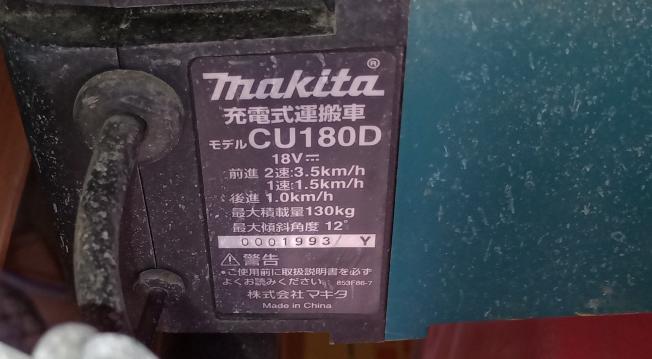 makita®
充電式運搬車
モデル CU180D
18V⎓
前進 2速:3.5km/h
1速:1.5km/h
後進 1.0km/h
最大積載量130kg
最大傾斜角度 12°
0001993/ Y
⚠警告
•ご使用前に取扱説明書を必ず
よくお読みください。 853F86-7
株式会社 マキタ
Made in China